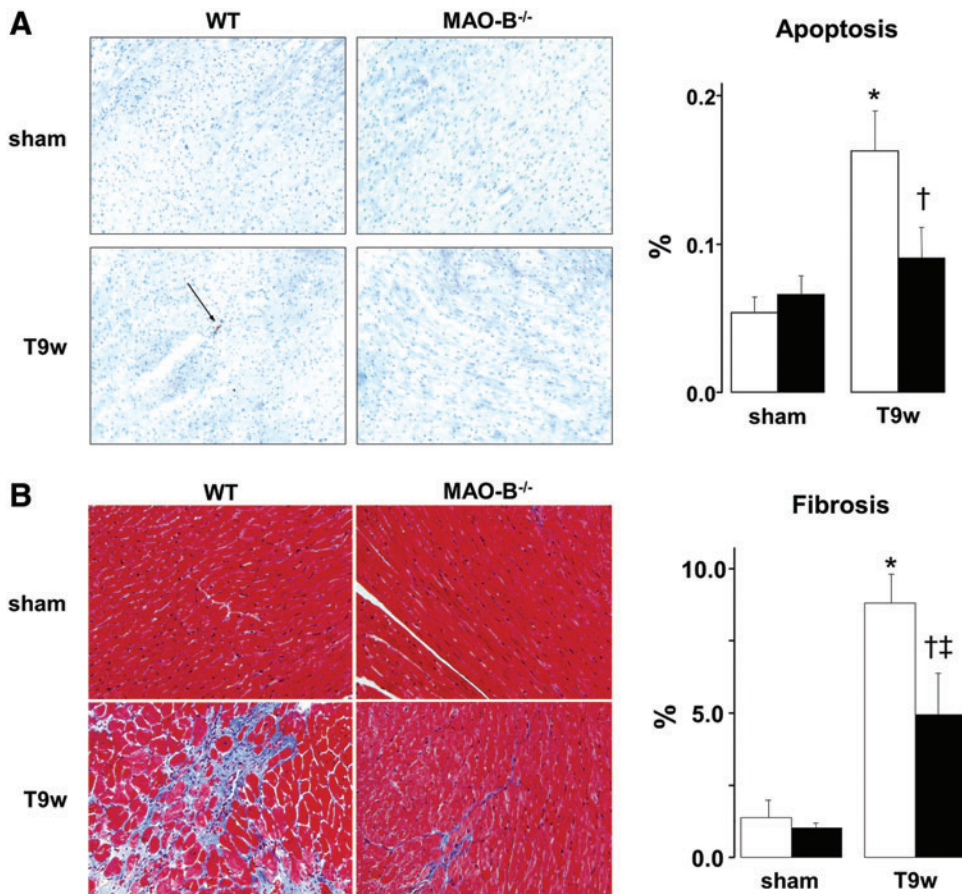 A
WT
MAO-B-/-
sham
T9w
Apoptosis
%
0.2
0.1
0.0
*
†
sham
T9w
B
WT
MAO-B-/-
sham
T9w
Fibrosis
%
10.0
5.0
0.0
*
†‡
sham
T9w